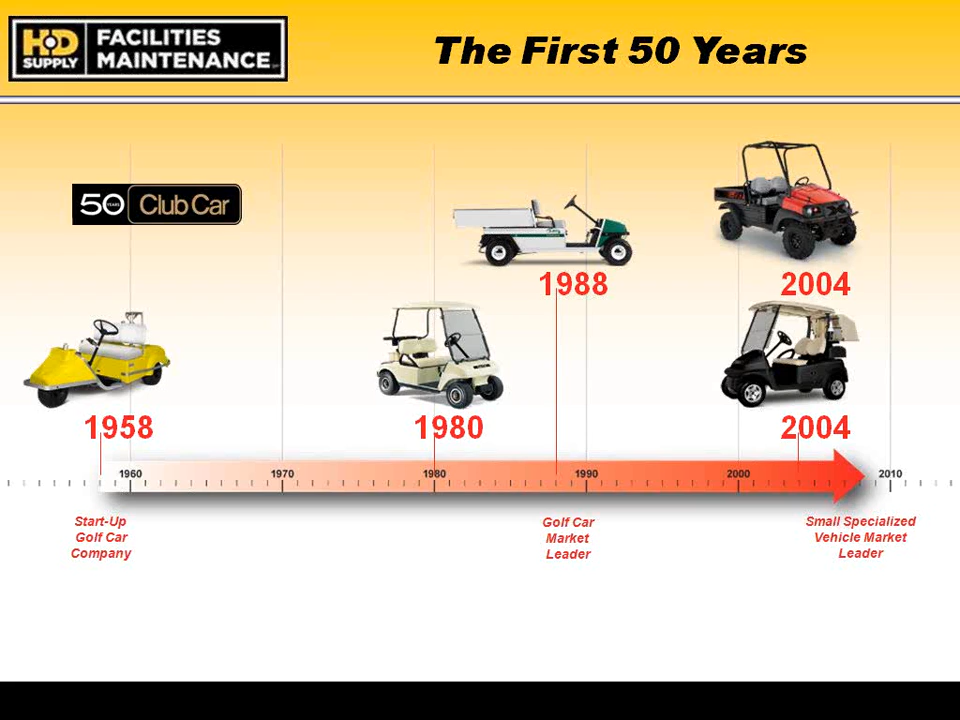 HD SUPPLY
FACILITIES
MAINTENANCE
The First 50 Years
50 YEARS Club Car
1988
2004
1958
1980
2004
1960 1970 1980 1990 2000 2010
Start-Up
Golf Car
Company
Golf Car
Market
Leader
Small Specialized
Vehicle Market
Leader